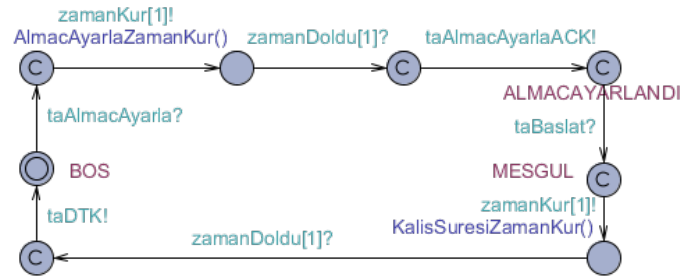 zamanKur[1]!
AlmacAyarlaZamanKur()
zamanDoldu[1]?
taAlmacAyarlaACK!
C
C
C
ALMACAYARLANDI
taAlmacAyarla?
taBaslat?
BOS
MESGUL
C
zamanKur[1]!
taDTK!
KalisSuresiZamanKur()
zamanDoldu[1]?
C